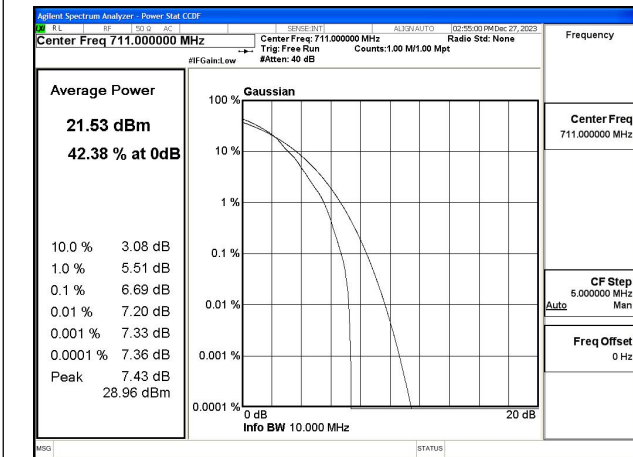 Agilent Spectrum Analyzer - Power Stat CCDF
LXI RL RF 50 Ω AC SENSE:INT ALIGNAUTO 02:55:00 PM Dec 27, 2023
Center Freq 711.000000 MHz
Center Freq: 711.000000 MHz Radio Std: None
Trig: Free Run Counts:1.00 M/1.00 Mpt
#IFGain:Low #Atten: 40 dB
Frequency
Average Power
21.53 dBm
42.38 % at 0dB
10.0 % 3.08 dB
1.0 % 5.51 dB
0.1 % 6.69 dB
0.01 % 7.20 dB
0.001 % 7.33 dB
0.0001 % 7.36 dB
Peak 7.43 dB
28.96 dBm
Gaussian
100 %
10 %
1 %
0.1 %
0.01 %
0.001 %
0.0001 %
0 dB 20 dB
Info BW 10.000 MHz
Center Freq
711.000000 MHz
CF Step
5.000000 MHz
Auto Man
Freq Offset
0 Hz
MSG STATUS